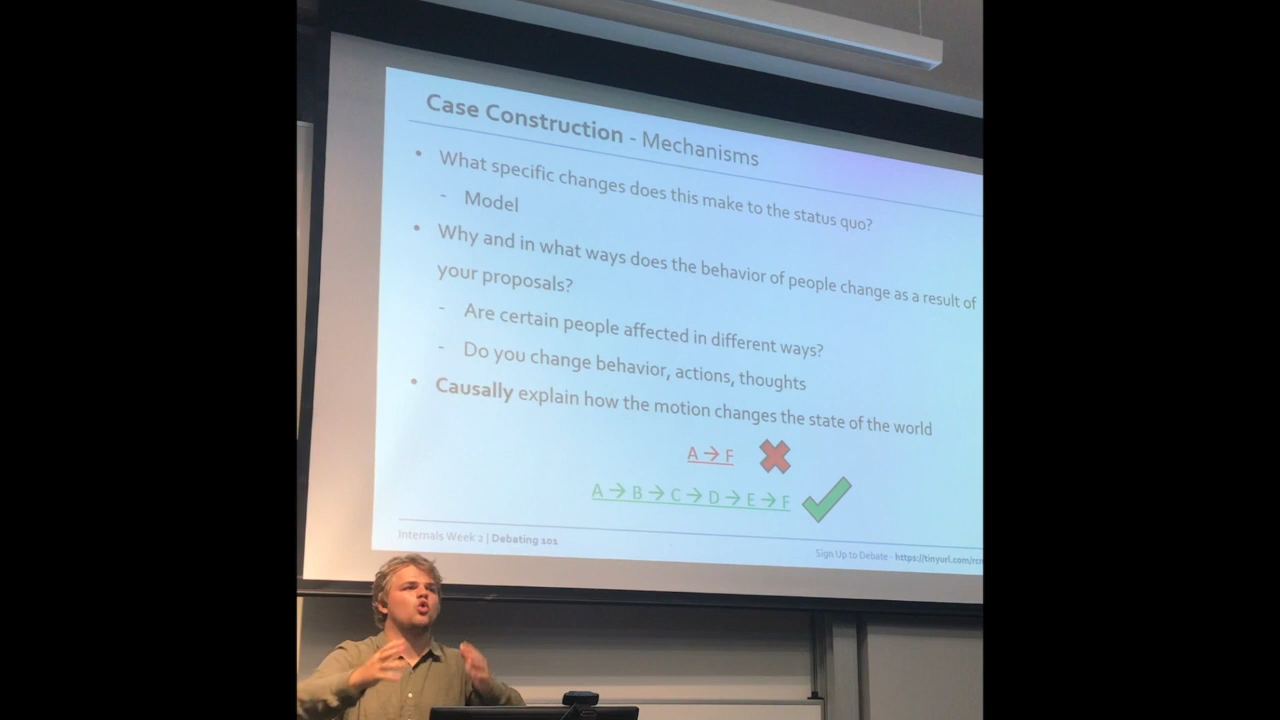 Case Construction - Mechanisms
• What specific changes does this make to the status quo?
- Model
• Why and in what ways does the behavior of people change as a result of
your proposals?
- Are certain people affected in different ways?
- Do you change behavior, actions, thoughts
• Causally explain how the motion changes the state of the world
A → F
A → B → C → D → E → F
Internals Week 2 | Debating 101
Sign Up to Debate - https://tinyurl.com/rc